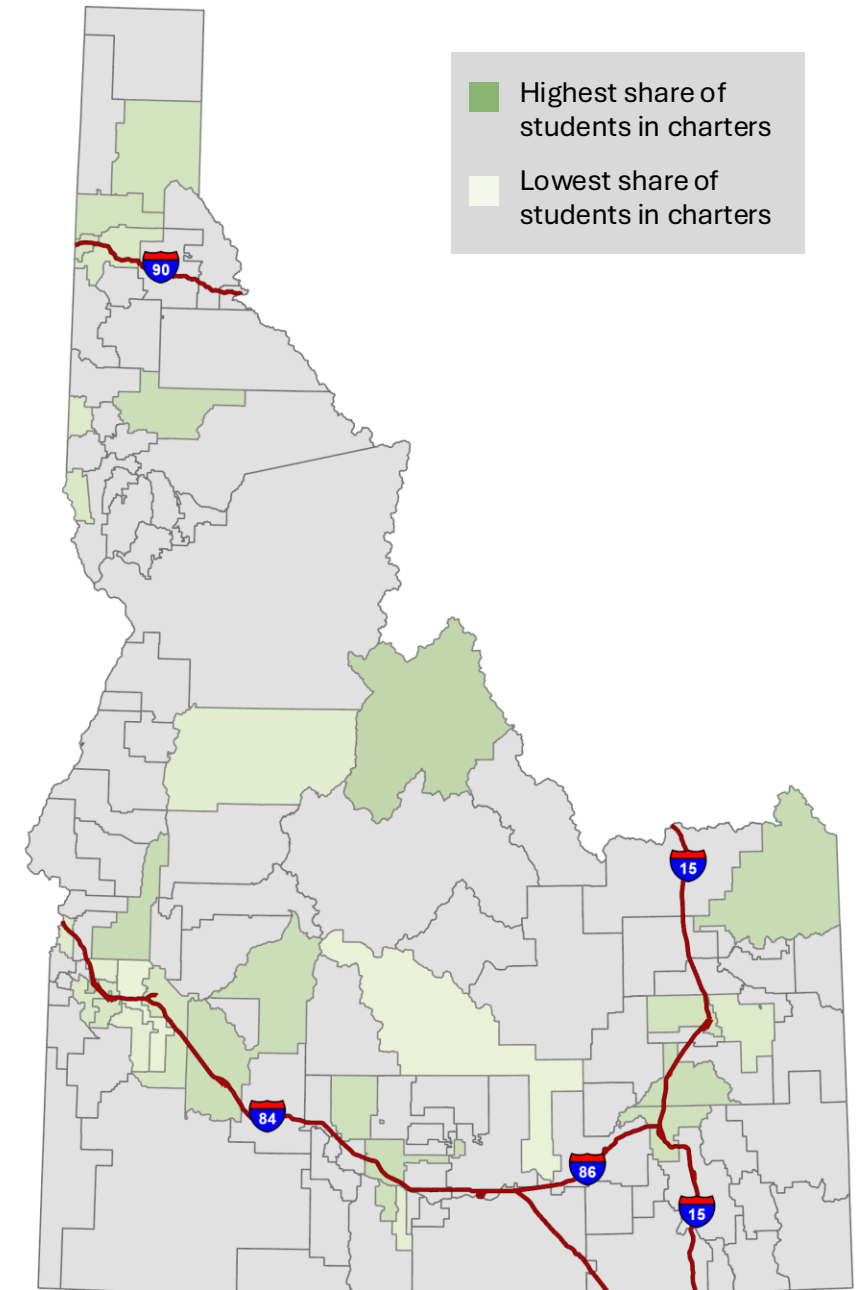 Highest share of
students in charters
Lowest share of
students in charters
90
15
84
86
15